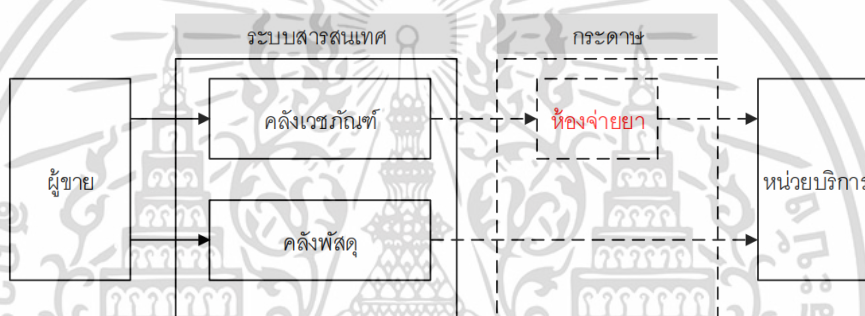 ระบบสารสนเทศ
กระดาษ
คลังเวชภัณฑ์
ห้องจ่ายยา
ผู้ขาย
หน่วยบริการ
คลังพัสดุ